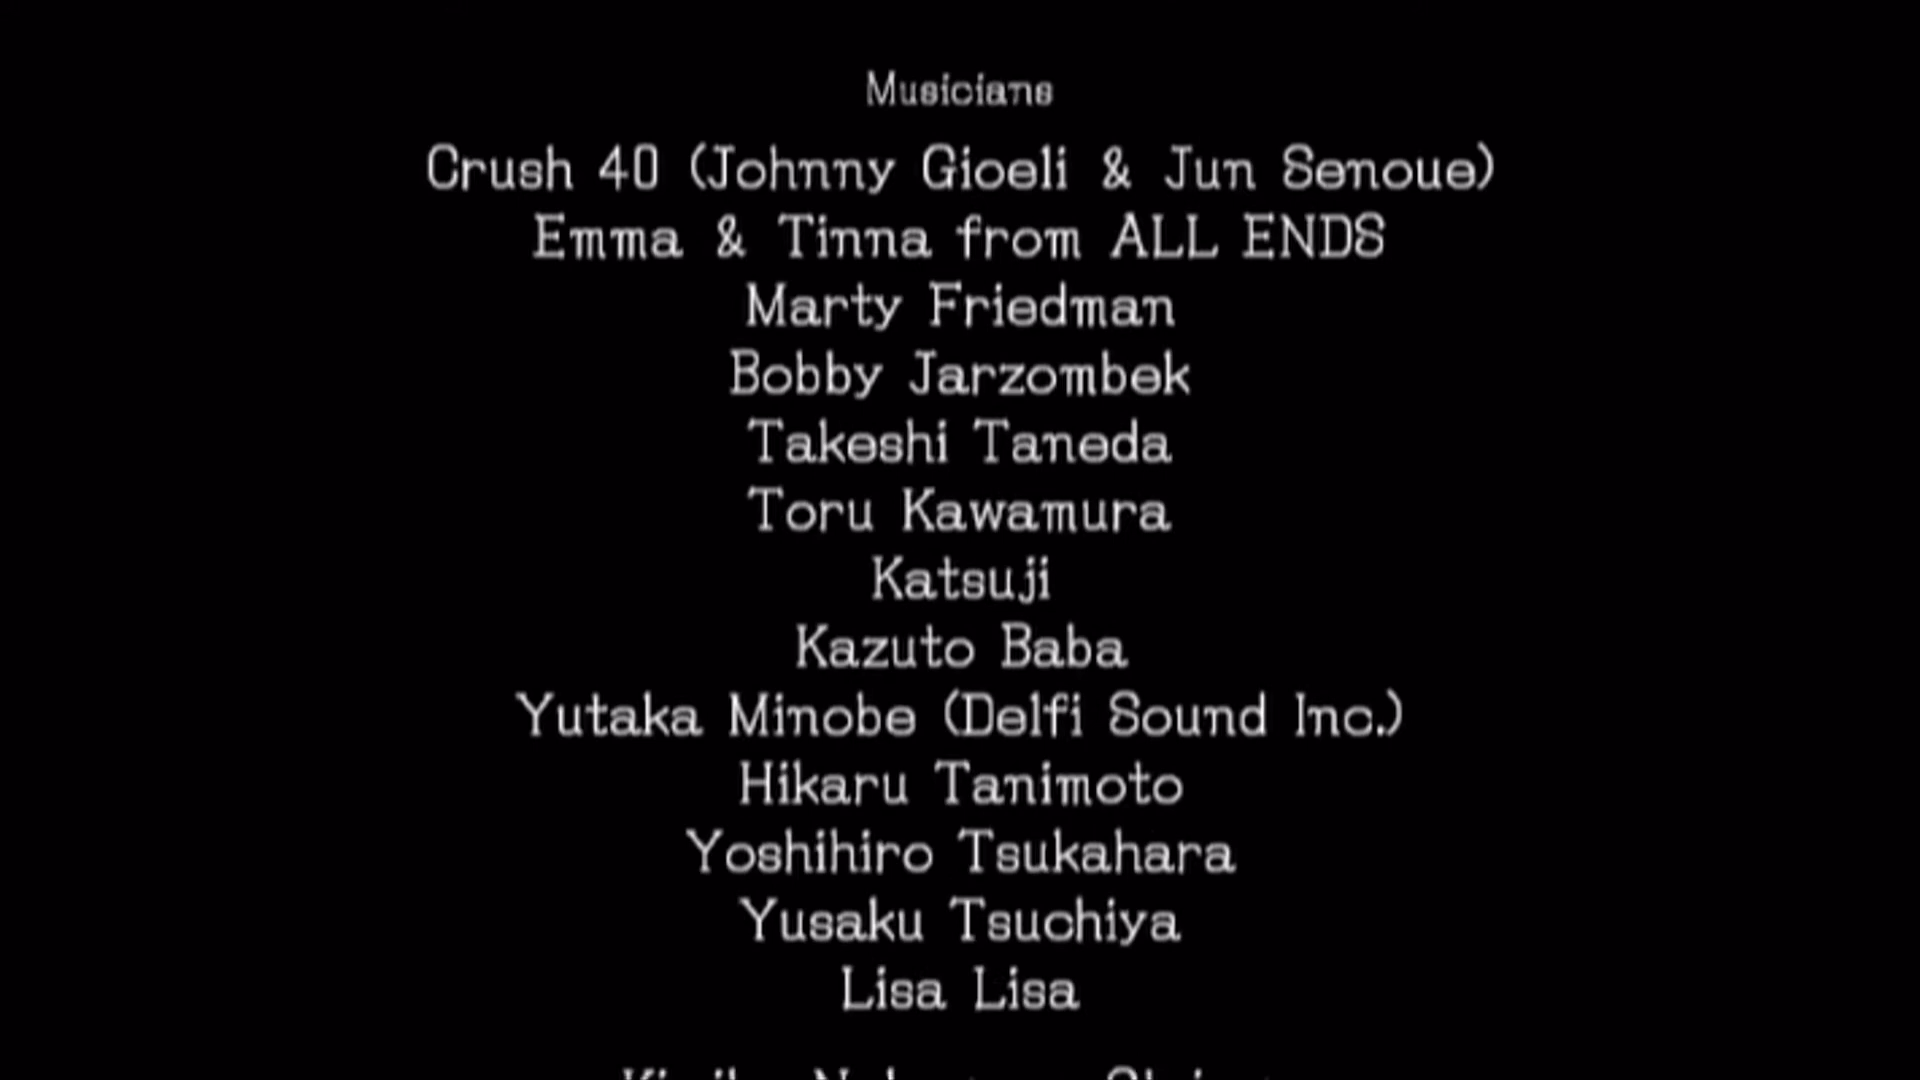 Musicians
Crush 40 (Johnny Gioeli & Jun Senoue)
Emma & Tinna from ALL ENDS
Marty Friedman
Bobby Jarzombek
Takeshi Taneda
Toru Kawamura
Katsuji
Kazuto Baba
Yutaka Minobe (Delfi Sound Inc.)
Hikaru Tanimoto
Yoshihiro Tsukahara
Yusaku Tsuchiya
Lisa Lisa